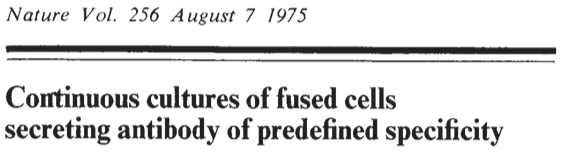 Nature Vol. 256 August 7 1975
Continuous cultures of fused cells
secreting antibody of predefined specificity